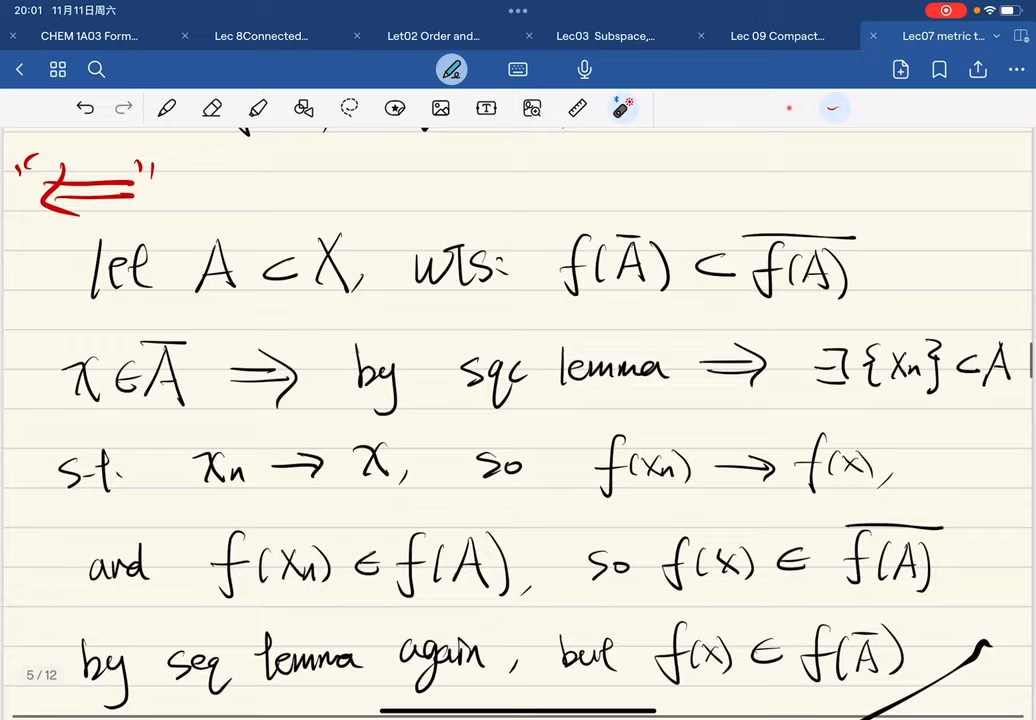 20:01 11月11日周六
CHEM 1A03 Form... Lec 8Connected... Let02 Order and... Lec03 Subspace,... Lec 09 Compact... Lec07 metric t...
"⟸"
let A ⊂ X, wts: f(Ā) ⊂ \overline{f(A)}
x ∈ Ā ⟹ by sqc lemma ⟹ ∃ {xn} ⊂ A
s.t. xn → x, so f(xn) → f(x),
and f(xn) ∈ f(A), so f(x) ∈ \overline{f(A)}
by seq lemma again, but f(x) ∈ f(Ā)
5 / 12